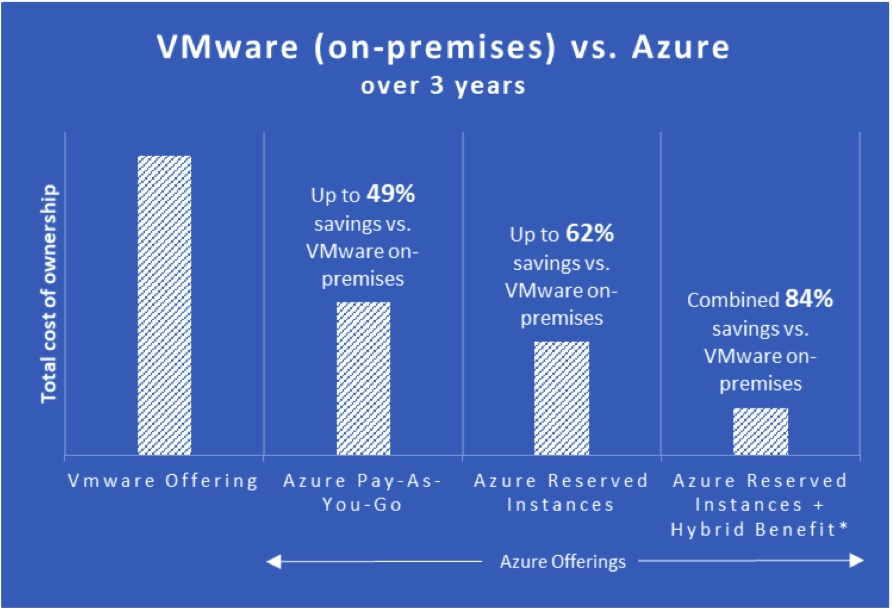 VMware (on-premises) vs. Azure
over 3 years
Total cost of ownership
Up to 49%
savings vs.
VMware on-
premises
Up to 62%
savings vs.
VMware on-
premises
Combined 84%
savings vs.
VMware on-
premises
Vmware Offering
Azure Pay-As-
You-Go
Azure Reserved
Instances
Azure Reserved
Instances +
Hybrid Benefit*
Azure Offerings